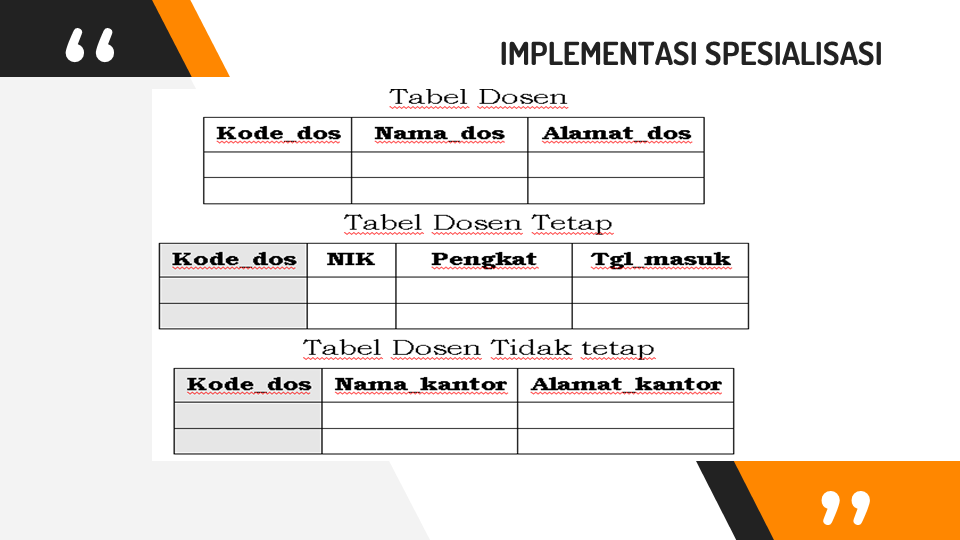 “
IMPLEMENTASI SPESIALISASI
Tabel Dosen
Kode_dos Nama_dos Alamat_dos
Tabel Dosen Tetap
Kode_dos NIK Pengkat Tgl_masuk
Tabel Dosen Tidak tetap
Kode_dos Nama_kantor Alamat_kantor
”